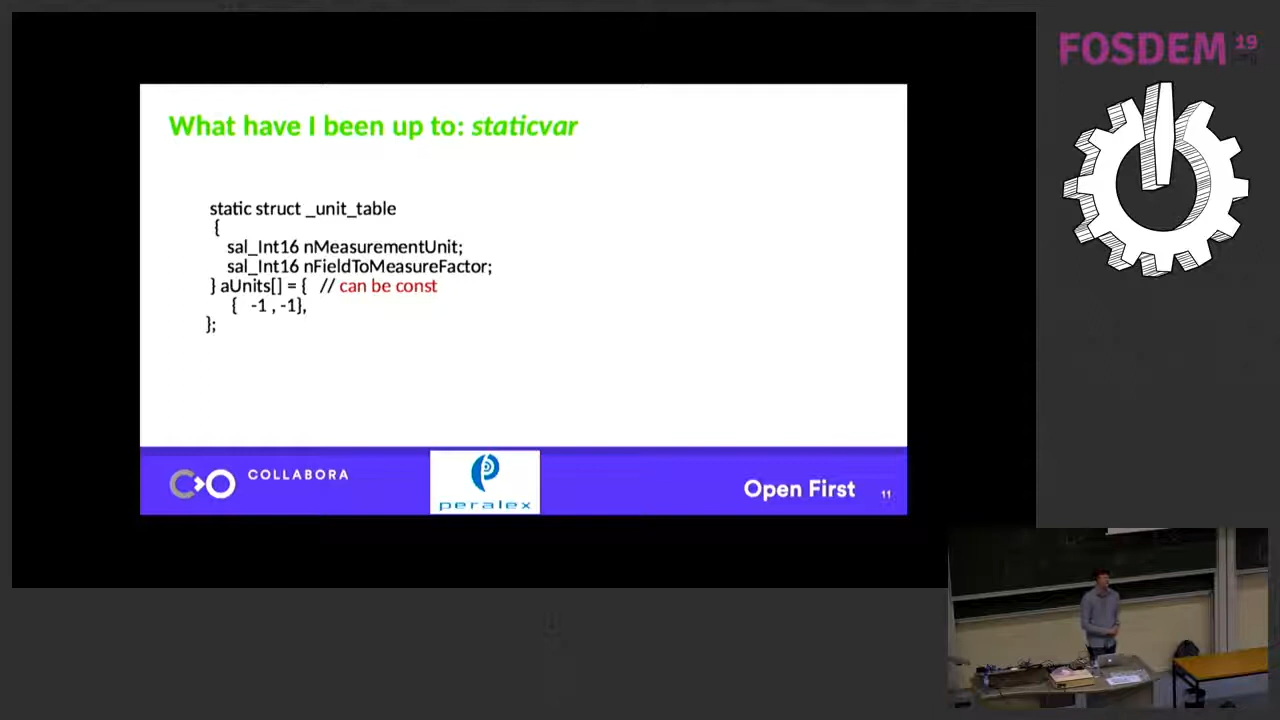 FOSDEM 19
What have I been up to: staticvar
static struct _unit_table
{
sal_Int16 nMeasurementUnit;
sal_Int16 nFieldToMeasureFactor;
} aUnits[] = { // can be const
{ -1 , -1},
};
COLLABORA
peralex
Open First
11